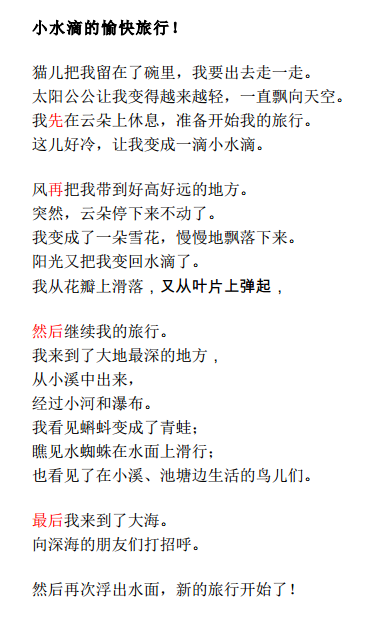 小水滴的愉快旅行！
猫儿把我留在了碗里，我要出去走一走。
太阳公公让我变得越来越轻，一直飘向天空。
我先在云朵上休息，准备开始我的旅行。
这儿好冷，让我变成一滴小水滴。
风再把我带到好高好远的地方。
突然，云朵停下来不动了。
我变成了一朵雪花，慢慢地飘落下来。
阳光又把我变回水滴了。
我从花瓣上滑落，又从叶片上弹起，
然后继续我的旅行。
我来到了大地最深的地方，
从小溪中出来，
经过小河和瀑布。
我看见蝌蚪变成了青蛙；
瞧见水蜘蛛在水面上滑行；
也看见了在小溪、池塘边生活的鸟儿们。
最后我来到了大海。
向深海的朋友们打招呼。
然后再次浮出水面，新的旅行开始了！